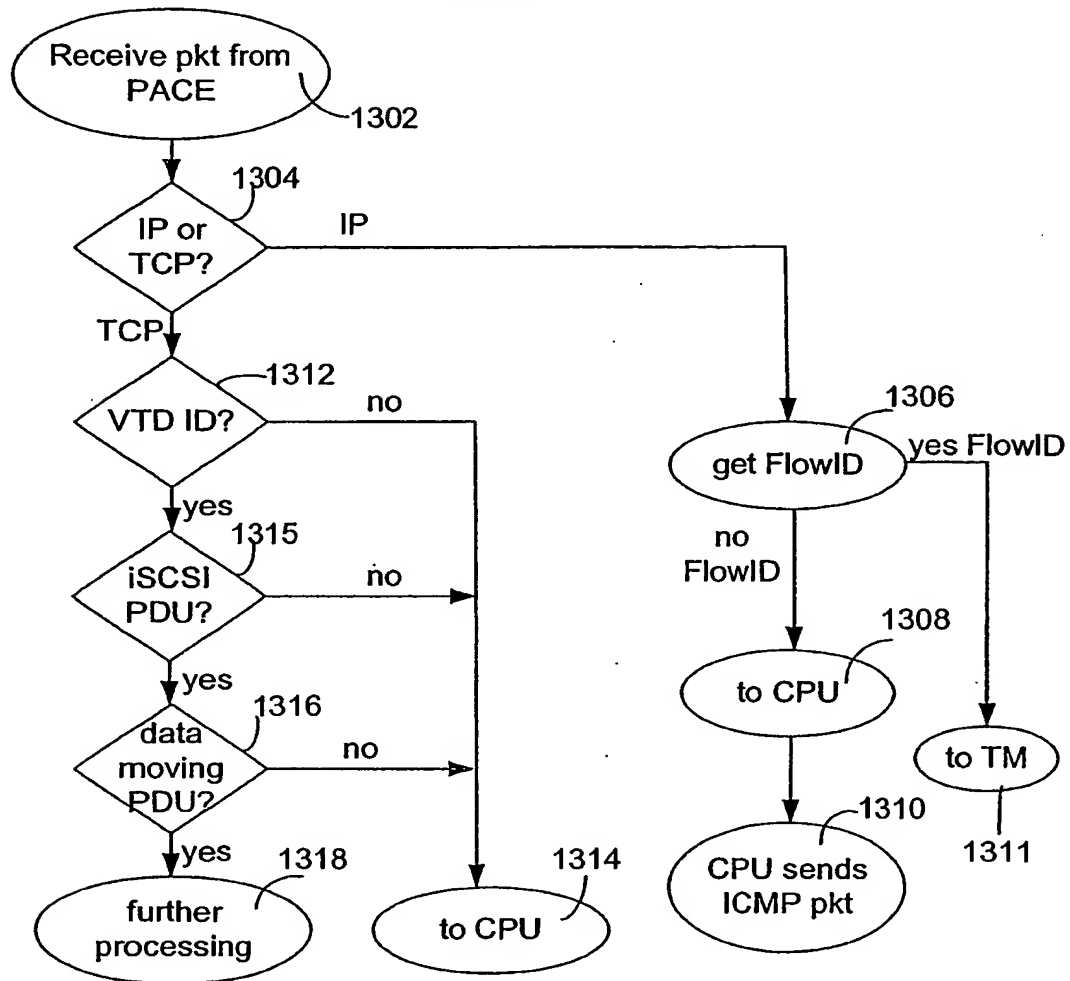 Receive pkt from
PACE
1302
1304
IP or
TCP?
IP
TCP
1312
VTD ID?
no
1306
get FlowID
yes FlowID
yes
1315
iSCSI
PDU?
no
no
FlowID
1308
to CPU
yes
1316
data
moving
PDU?
no
to TM
1311
1310
CPU sends
ICMP pkt
yes
1318
further
processing
1314
to CPU